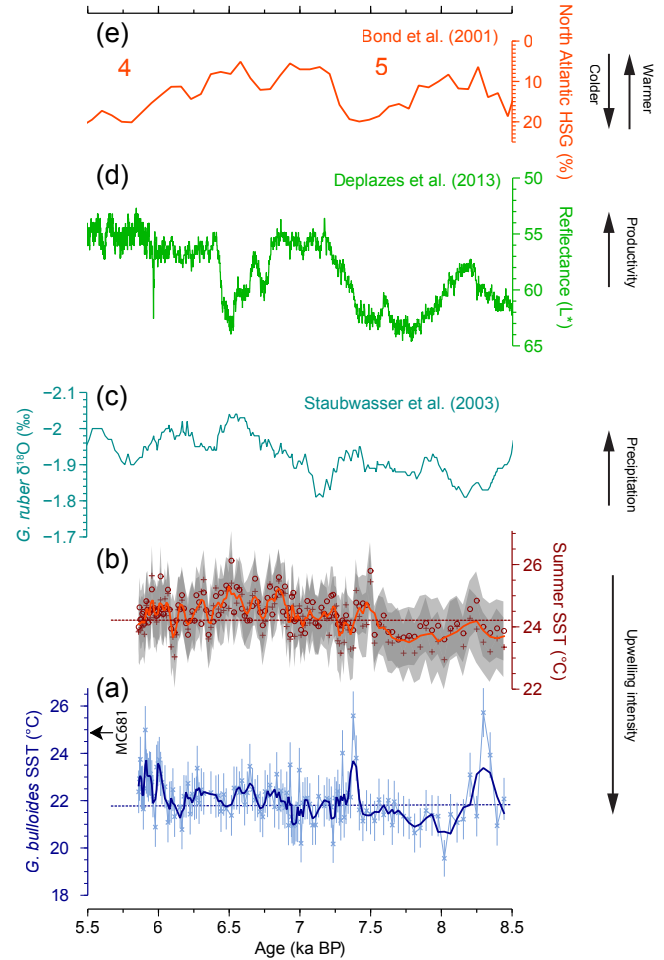 (e)
Bond et al. (2001)
4
5
0
10
20
North Atlantic HSG (%)
Colder
Warmer
(d)
Deplazes et al. (2013)
50
55
60
65
Reflectance (L*)
Productivity
(c)
Staubwasser et al. (2003)
−2.1
−2
−1.9
−1.8
−1.7
G. ruber δ18O (‰)
Precipitation
(b)
26
24
22
Summer SST (°C)
Upwelling intensity
(a)
MC681
26
24
22
20
18
G. bulloides SST (°C)
5.5
6
6.5
7
7.5
8
8.5
Age (ka BP)